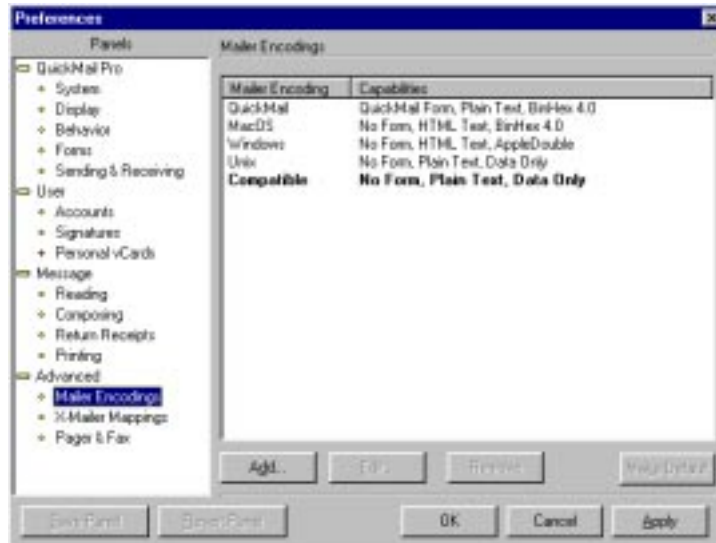 Preferences
Panels
QuickMail Pro
System
Display
Behavior
Forms
Sending & Receiving
User
Accounts
Signatures
Personal vCards
Message
Reading
Composing
Return Receipts
Printing
Advanced
Mailer Encodings
X-Mailer Mappings
Pager & Fax
Mailer Encodings
Mailer Encoding Capabilities
QuickMail QuickMail Form, Plain Text, BinHex 4.0
MacOS No Form, HTML Text, BinHex 4.0
Windows No Form, HTML Text, AppleDouble
Unix No Form, Plain Text, Data Only
Compatible No Form, Plain Text, Data Only
Add... Edit... Remove Make Default
Panel Panel OK Cancel Apply